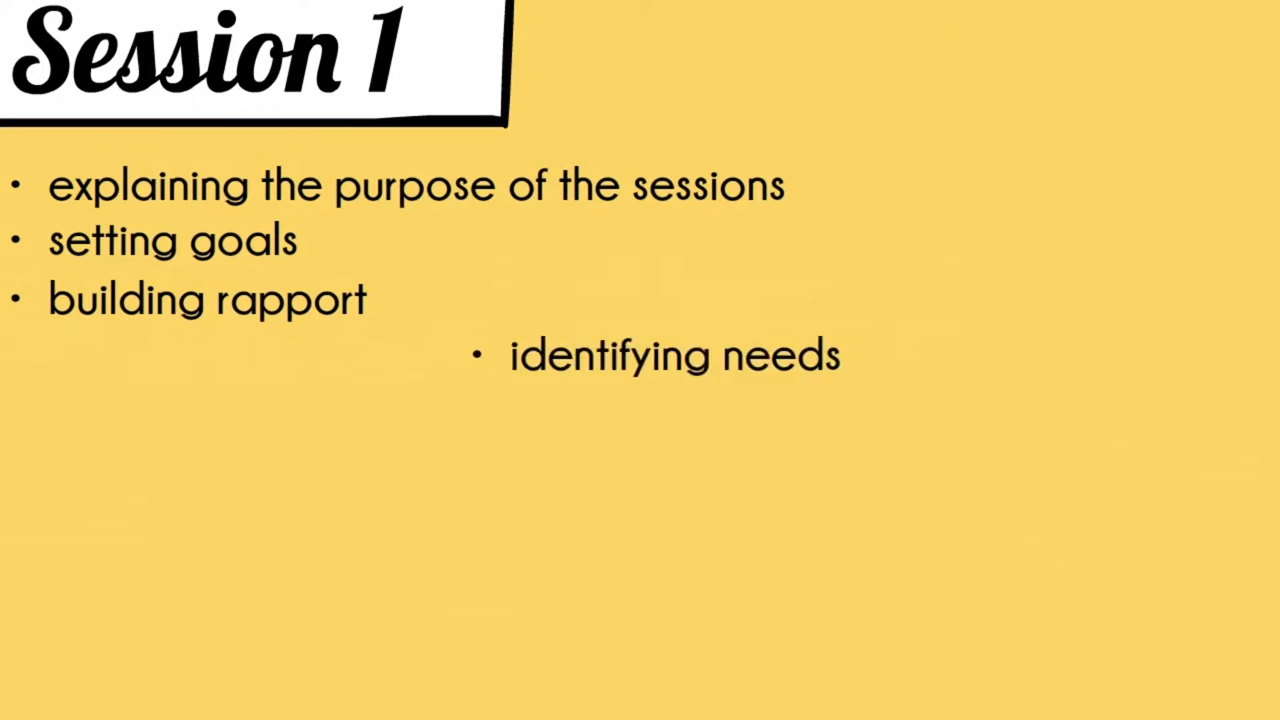 Session 1
• explaining the purpose of the sessions
• setting goals
• building rapport
• identifying needs